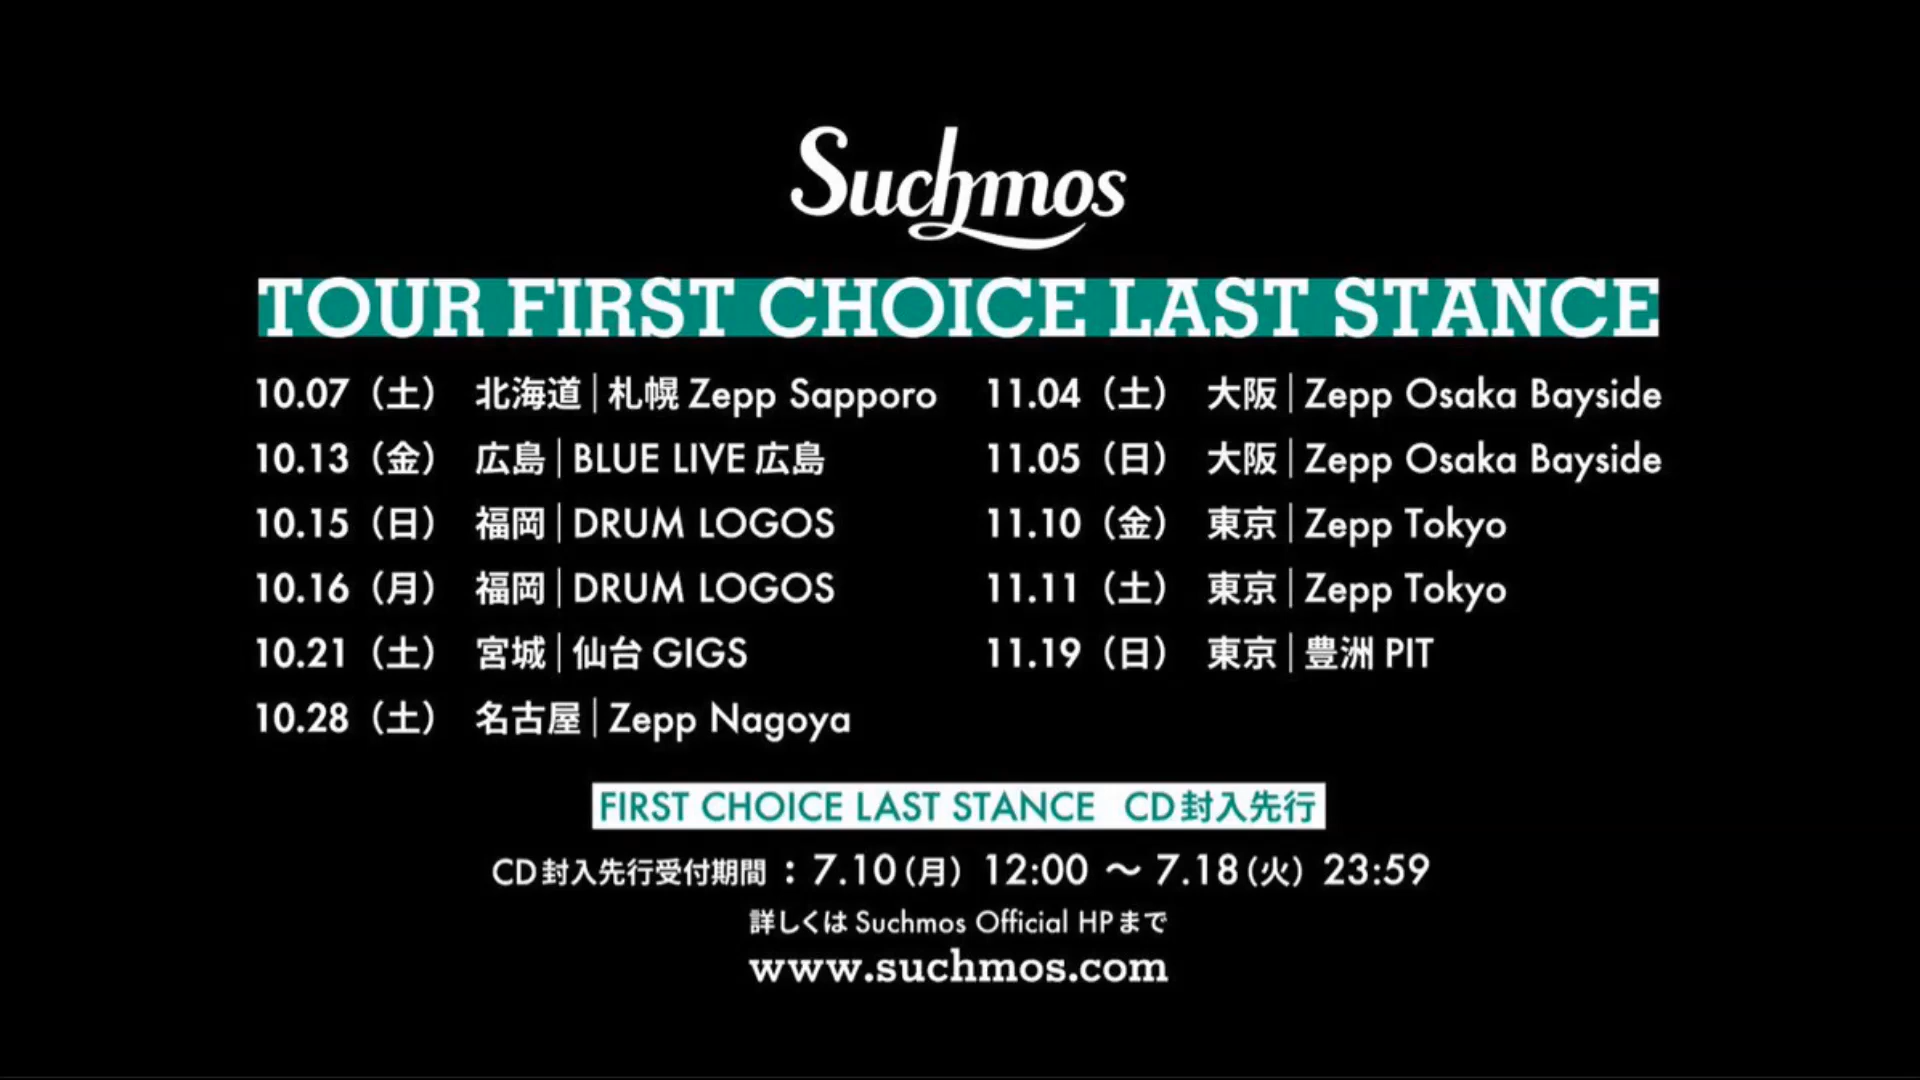 Suchmos
TOUR FIRST CHOICE LAST STANCE
10.07（土） 北海道｜札幌 Zepp Sapporo
10.13（金） 広島｜BLUE LIVE 広島
10.15（日） 福岡｜DRUM LOGOS
10.16（月） 福岡｜DRUM LOGOS
10.21（土） 宮城｜仙台 GIGS
10.28（土） 名古屋｜Zepp Nagoya
11.04（土） 大阪｜Zepp Osaka Bayside
11.05（日） 大阪｜Zepp Osaka Bayside
11.10（金） 東京｜Zepp Tokyo
11.11（土） 東京｜Zepp Tokyo
11.19（日） 東京｜豊洲 PIT
FIRST CHOICE LAST STANCE CD封入先行
CD封入先行受付期間 ： 7.10（月） 12:00 〜 7.18（火） 23:59
詳しくは Suchmos Official HPまで
www.suchmos.com